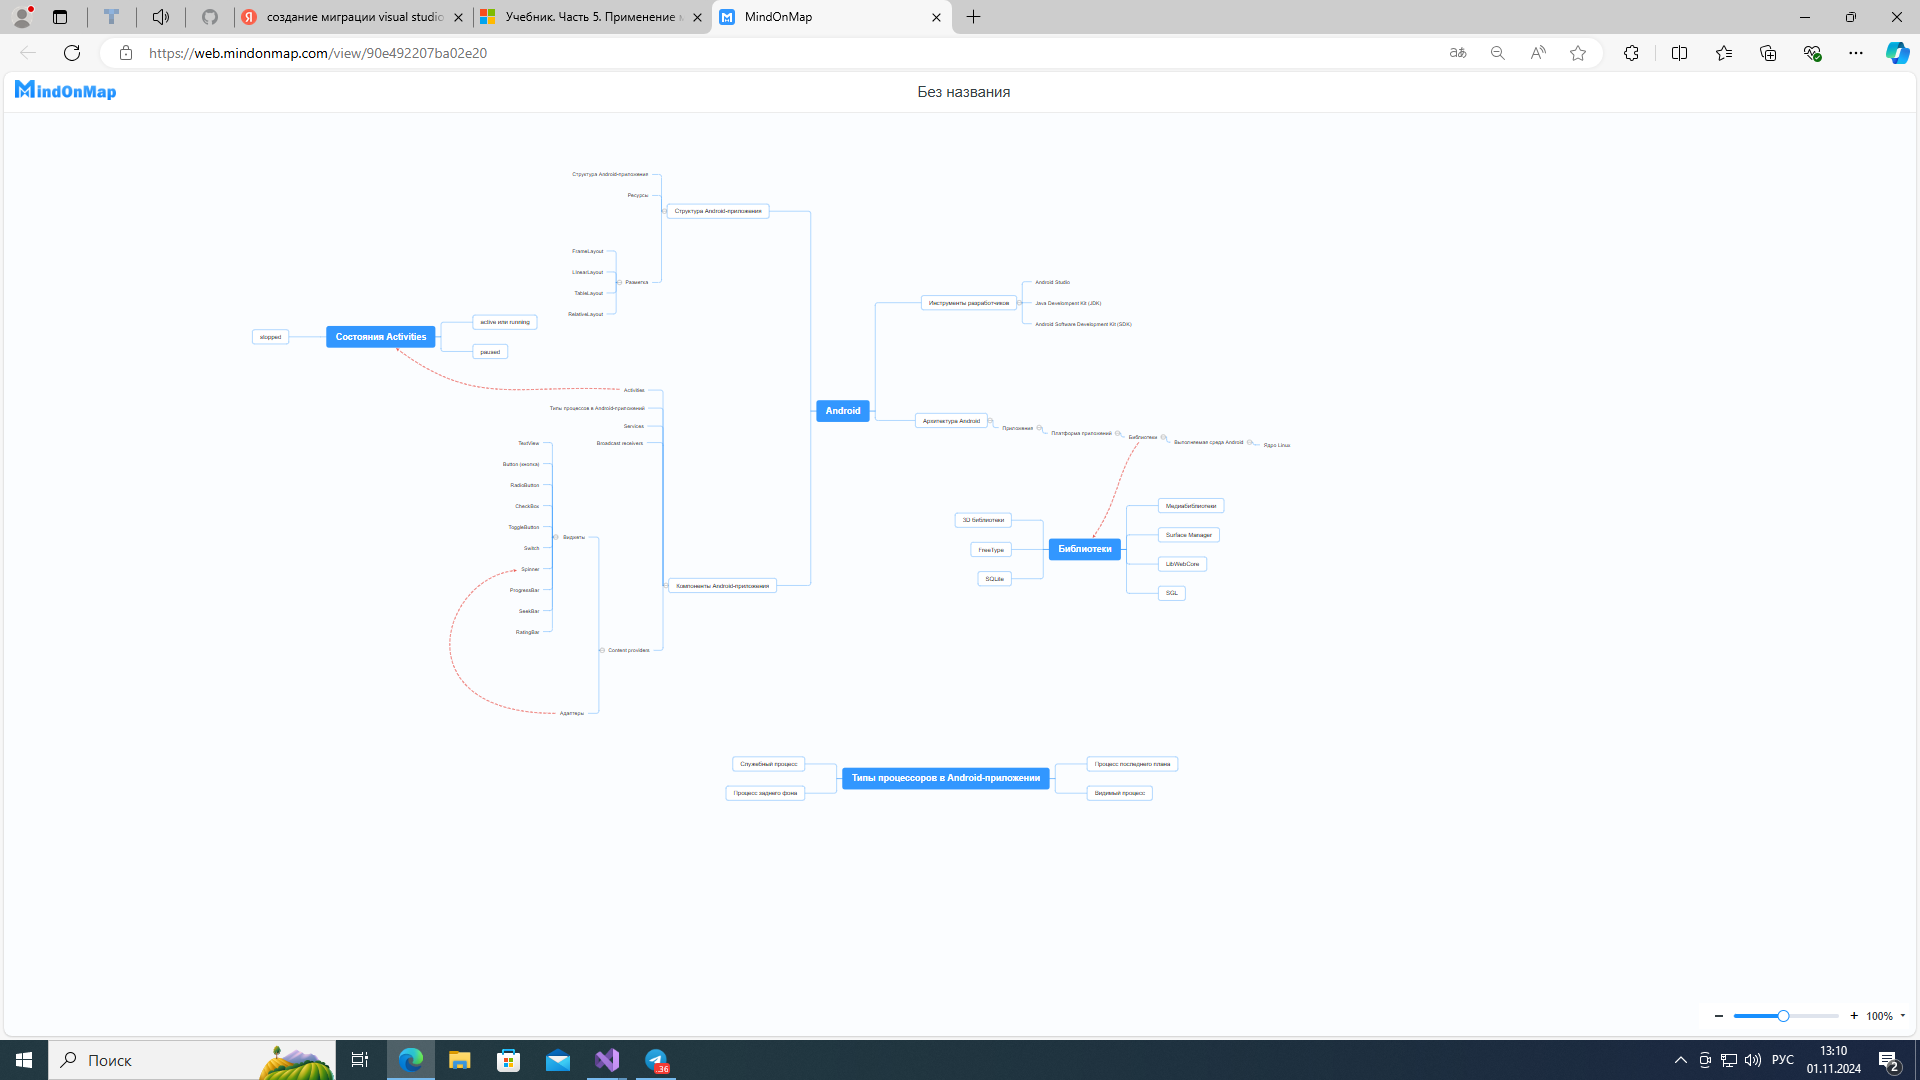 создание миграции visual studio
Учебник. Часть 5. Применение
MindOnMap
https://web.mindonmap.com/view/90e492207ba02e20
MindOnMap
Без названия
Структура Android-приложения
Ресурсы
Структура Android-приложения
FrameLayout
LinearLayout
Разметка
TableLayout
RelativeLayout
Инструменты разработчиков
Android Studio
Java Development Kit (JDK)
Android Software Development Kit (SDK)
stopped
Состояния Activities
active или running
paused
Activities
Типы процессов в Android-приложений
Services
Broadcast receivers
Android
Архитектура Android
Приложения
Платформа приложений
Библиотеки
Выполняемая среда Android
Ядро Linux
TextView
Button (кнопка)
RadioButton
CheckBox
ToggleButton
Виджеты
Switch
Spinner
ProgressBar
SeekBar
RatingBar
Компоненты Android-приложения
Content providers
Адаптеры
3D библиотеки
FreeType
SQLite
Библиотеки
Медиабиблиотеки
Surface Manager
LibWebCore
SGL
Служебный процесс
Процесс заднего фона
Типы процессоров в Android-приложении
Процесс последнего плана
Видимый процесс
100%
Поиск
.36
РУС
13:10
01.11.2024
2